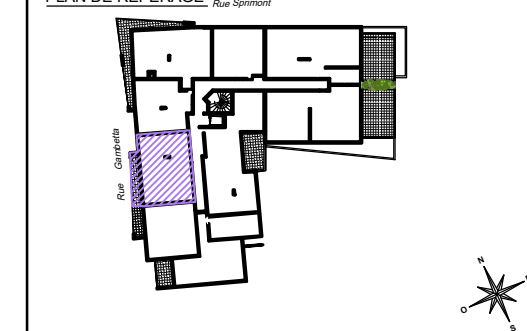 PLAN DE REPERAGE
Rue Sprimont
Rue Gambetta
N
O
S